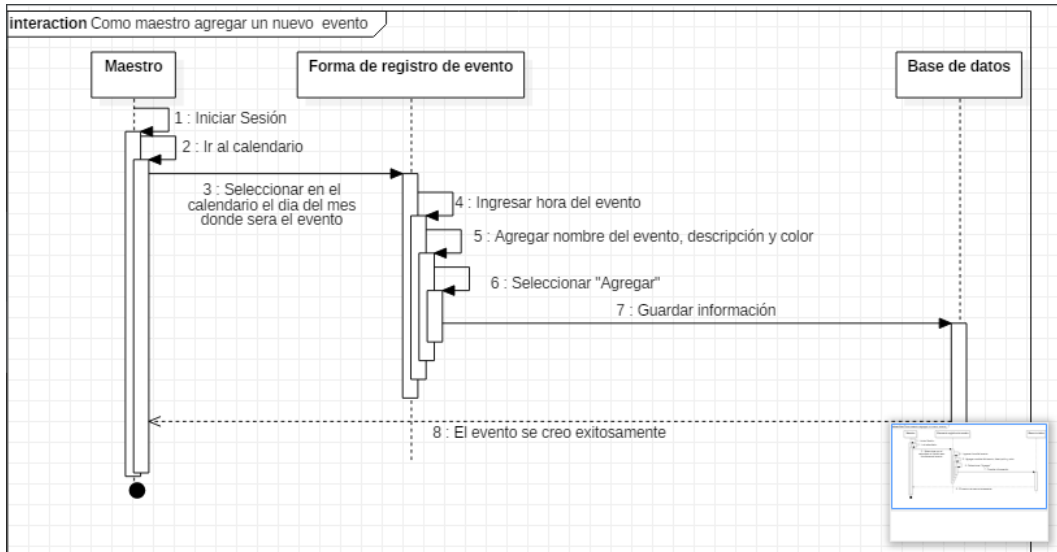 interaction Como maestro agregar un nuevo evento
Maestro
Forma de registro de evento
Base de datos
1 : Iniciar Sesión
2 : Ir al calendario
3 : Seleccionar en el
calendario el dia del mes
donde sera el evento
4 : Ingresar hora del evento
5 : Agregar nombre del evento, descripción y color
6 : Seleccionar "Agregar"
7 : Guardar información
8 : El evento se creo exitosamente